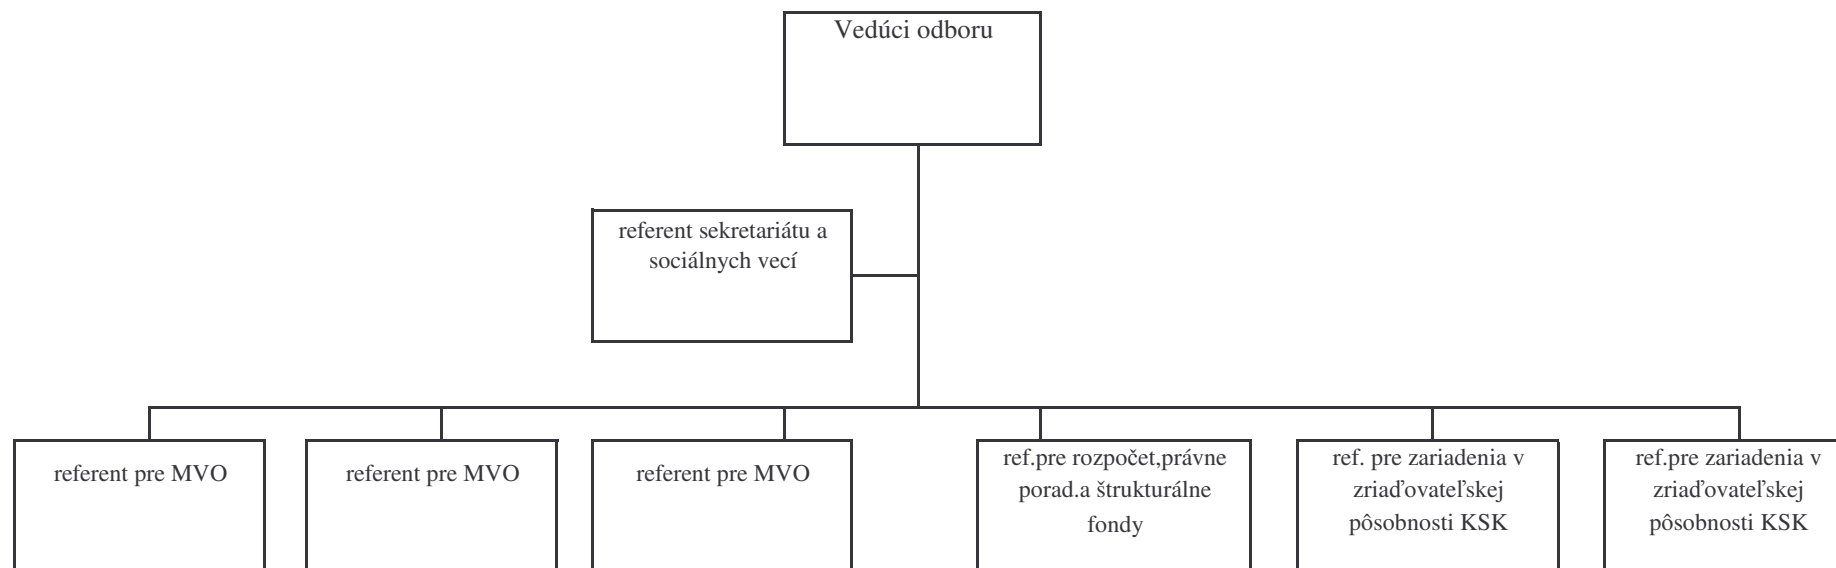 Vedúci odboru
referent sekretariátu a
sociálnych vecí
referent pre MVO
referent pre MVO
referent pre MVO
ref.pre rozpočet,právne
porad.a štrukturálne
fondy
ref. pre zariadenia v
zriaďovateľskej
pôsobnosti KSK
ref.pre zariadenia v
zriaďovateľskej
pôsobnosti KSK